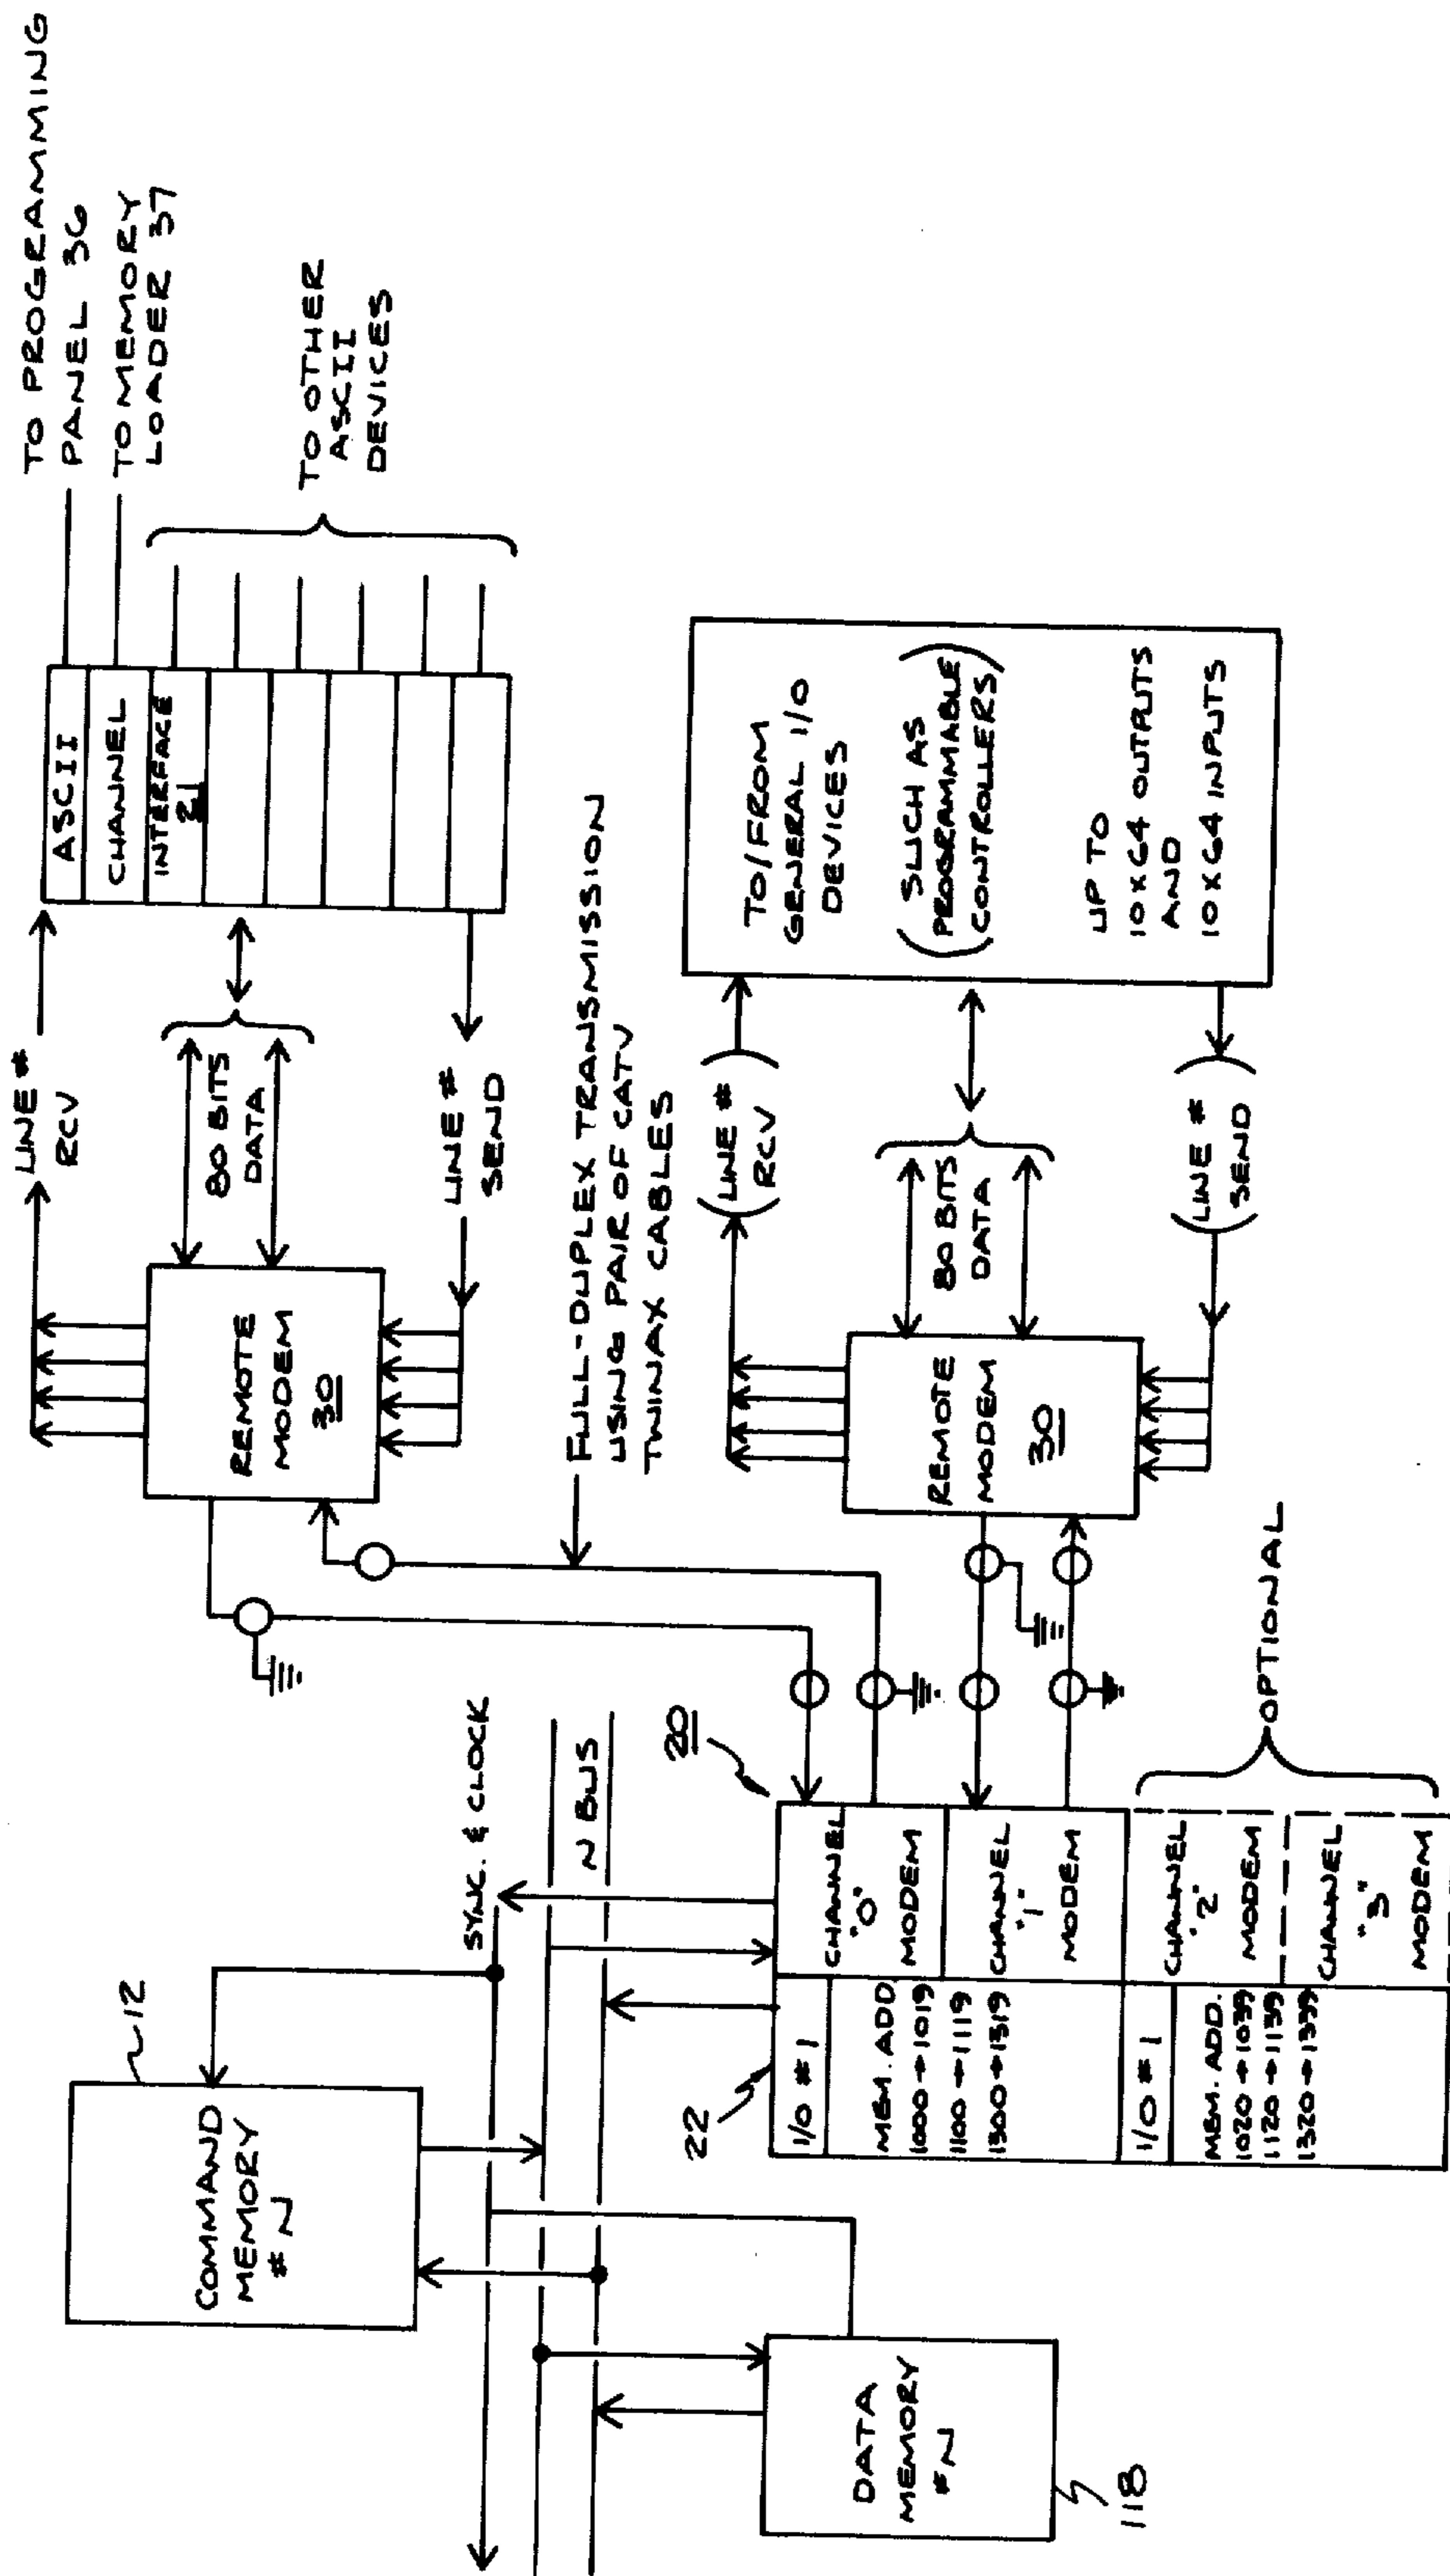 TO PROGRAMMING
PANEL 36
TO MEMORY
LOADER 37
TO OTHER
ASCII
DEVICES
ASCII
CHANNEL
INTERFACE
21
LINE #
RCV
80 BITS
DATA
LINE #
SEND
REMOTE
MODEM
30
FULL-DUPLEX TRANSMISSION
USING PAIR OF CATV
TWINAX CABLES
TO/FROM
GENERAL I/O
DEVICES
(SUCH AS
PROGRAMMABLE
CONTROLLERS)
UP TO
10 x 64 OUTPUTS
AND
10 x 64 INPUTS
(LINE #
RCV)
80 BITS
DATA
(LINE #
SEND)
REMOTE
MODEM
30
SYNC. & CLOCK
N BUS
12
COMMAND
MEMORY
# N
DATA
MEMORY
# N
118
20
22
I/O # 1
MEM. ADD
1000→1019
1100→1119
1300→1319
CHANNEL
"0"
MODEM
CHANNEL
"1"
MODEM
I/O # 1
MEM. ADD.
1020→1039
1120→1139
1320→1339
CHANNEL
"2"
MODEM
CHANNEL
"3"
MODEM
OPTIONAL